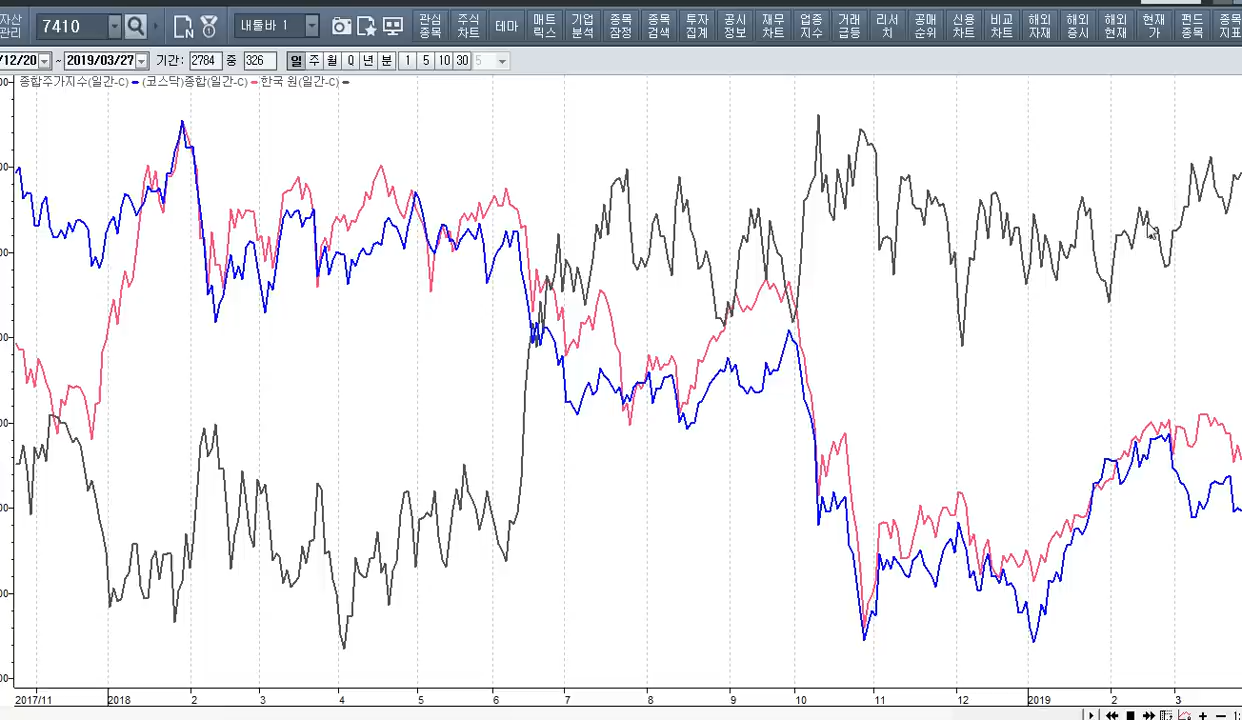 자산 관리 7410 내툴바 1 관심 종목 주식 차트 테마 매트 릭스 기업 분석 종목 잠정 종목 검색 투자 집계 공시 정보 재무 차트 업종 지수 거래 급등 리서 치 공매 순위 신용 차트 비교 차트 해외 자재 해외 증시 해외 현재 현재 가 펀드 종목 종목 지표
/12/20 ~ 2019/03/27 기간: 2784 중 326 일 주 월 Q 년 분 1 5 10 30 5
종합주가지수(일간-C) (코스닥)종합(일간-C) 한국 원(일간-C)
2017/11 2018 2 3 4 5 6 7 8 9 10 11 12 2019 2 3